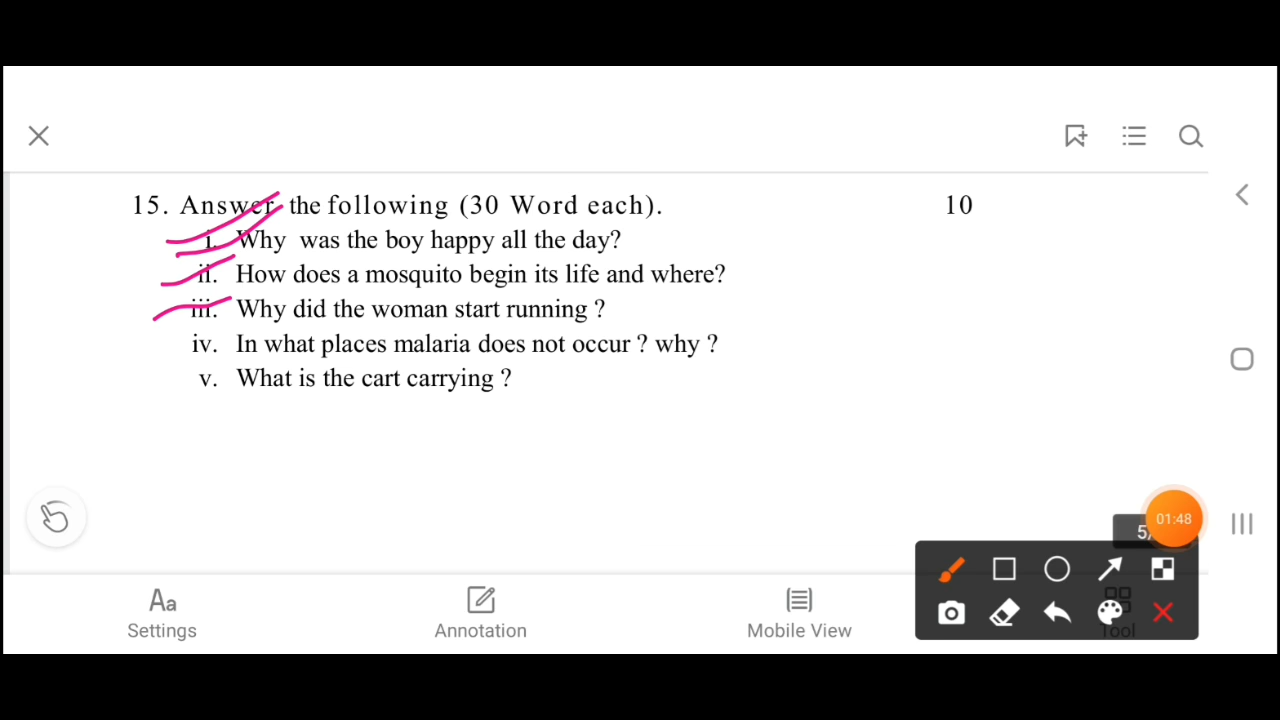 15. Answer the following (30 Word each). 10
i. Why was the boy happy all the day?
ii. How does a mosquito begin its life and where?
iii. Why did the woman start running ?
iv. In what places malaria does not occur ? why ?
v. What is the cart carrying ?
01:48
5/
Aa
Settings
Annotation
Mobile View
Tool